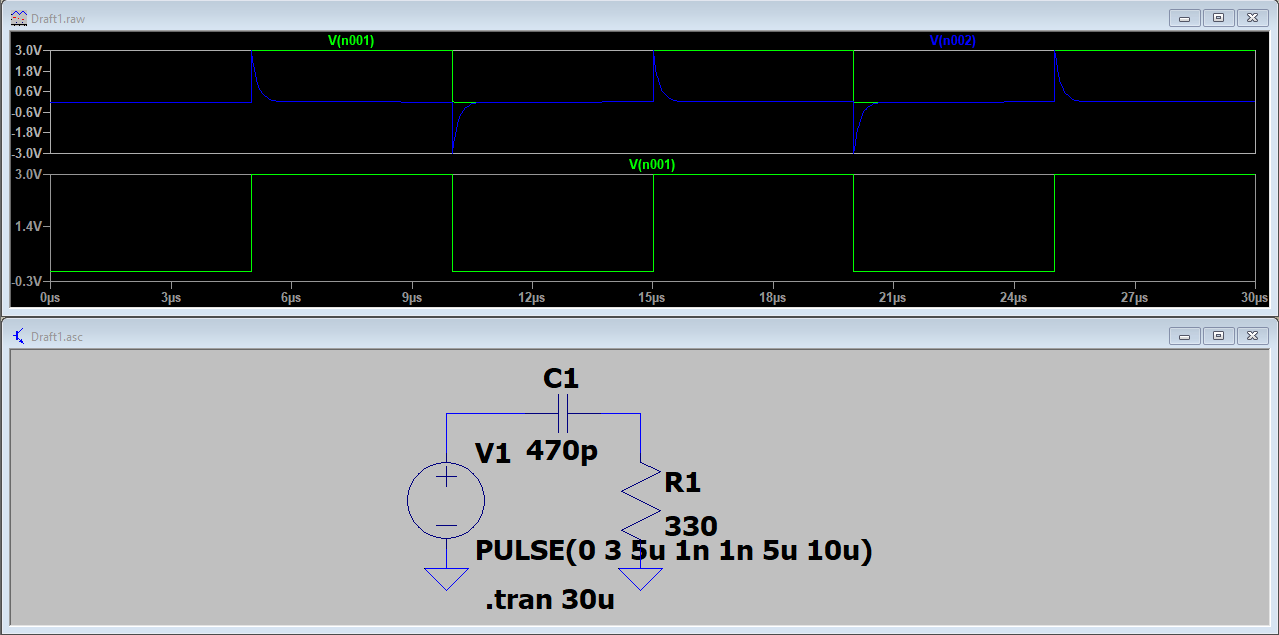 Draft1.raw
V(n001) V(n002)
3.0V
1.8V
0.6V
-0.6V
-1.8V
-3.0V
V(n001)
3.0V
1.4V
-0.3V
0µs 3µs 6µs 9µs 12µs 15µs 18µs 21µs 24µs 27µs 30µs
Draft1.asc
C1
V1 470p
R1
330
PULSE(0 3 5u 1n 1n 5u 10u)
.tran 30u